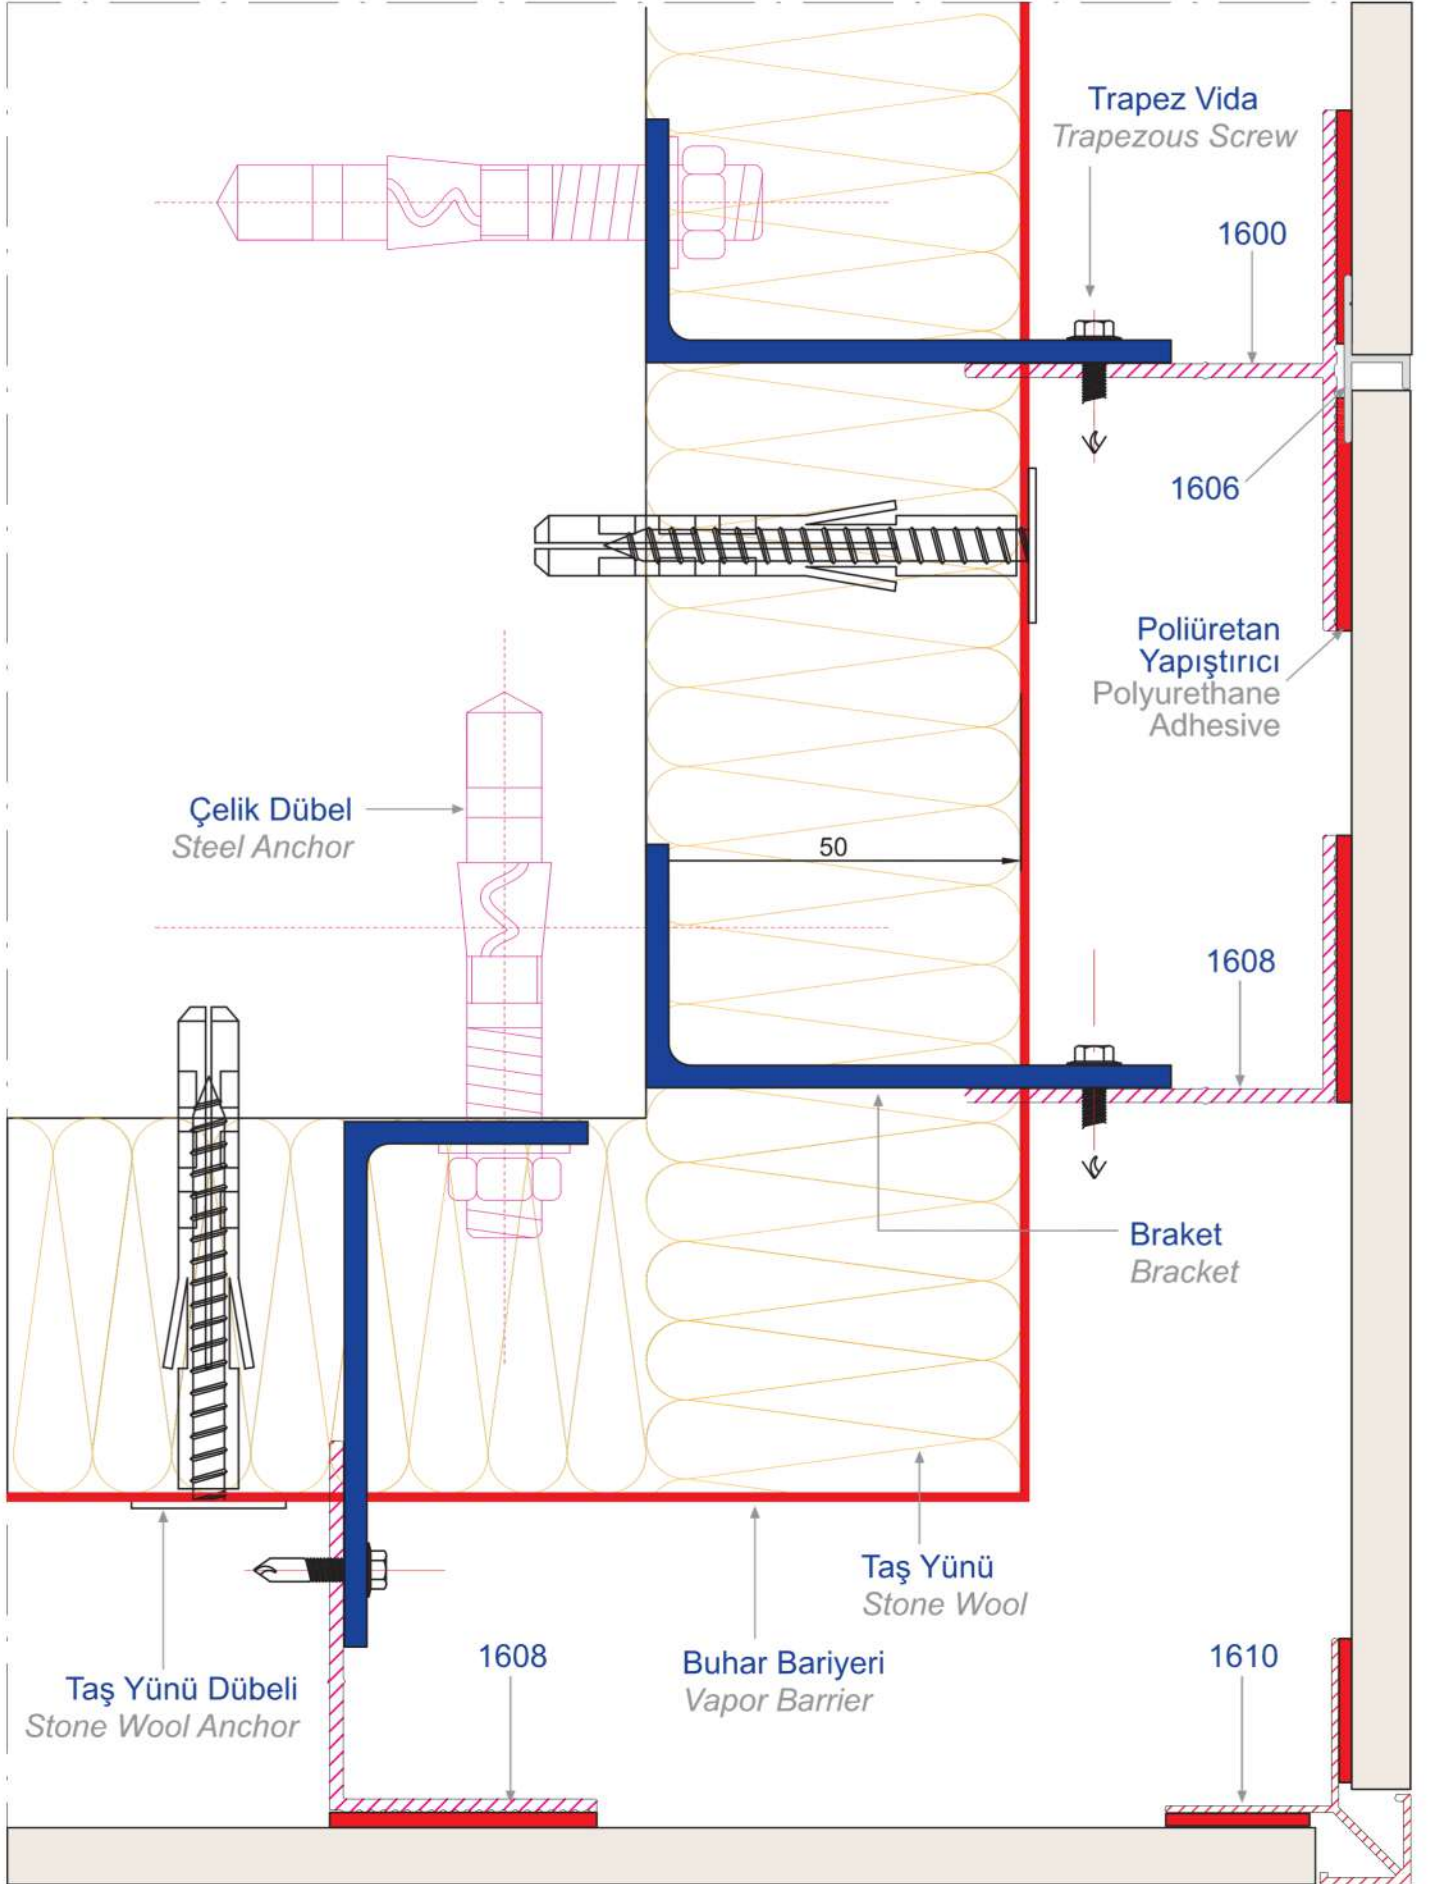 Trapez Vida
Trapezous Screw
1600
1606
Poliüretan
Yapıştırıcı
Polyurethane
Adhesive
Çelik Dübel
Steel Anchor
50
1608
Braket
Bracket
Taş Yünü
Stone Wool
1608
Buhar Bariyeri
Vapor Barrier
1610
Taş Yünü Dübeli
Stone Wool Anchor